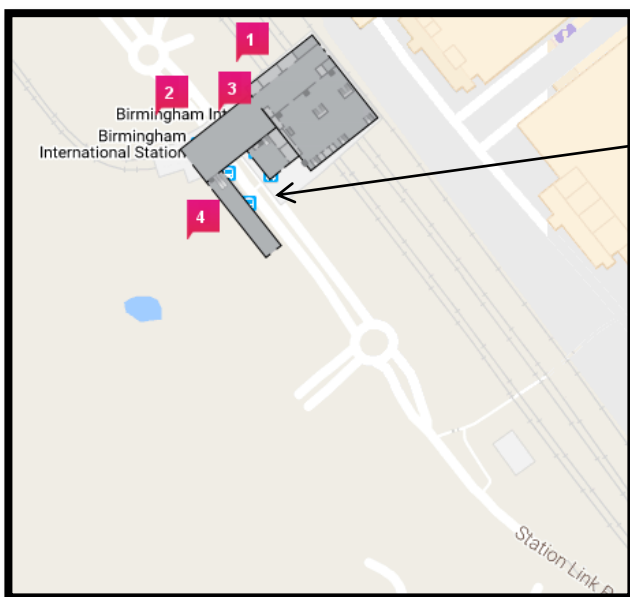 1
2
3
Birmingham Int
Birmingham
International Station
4
Station Link